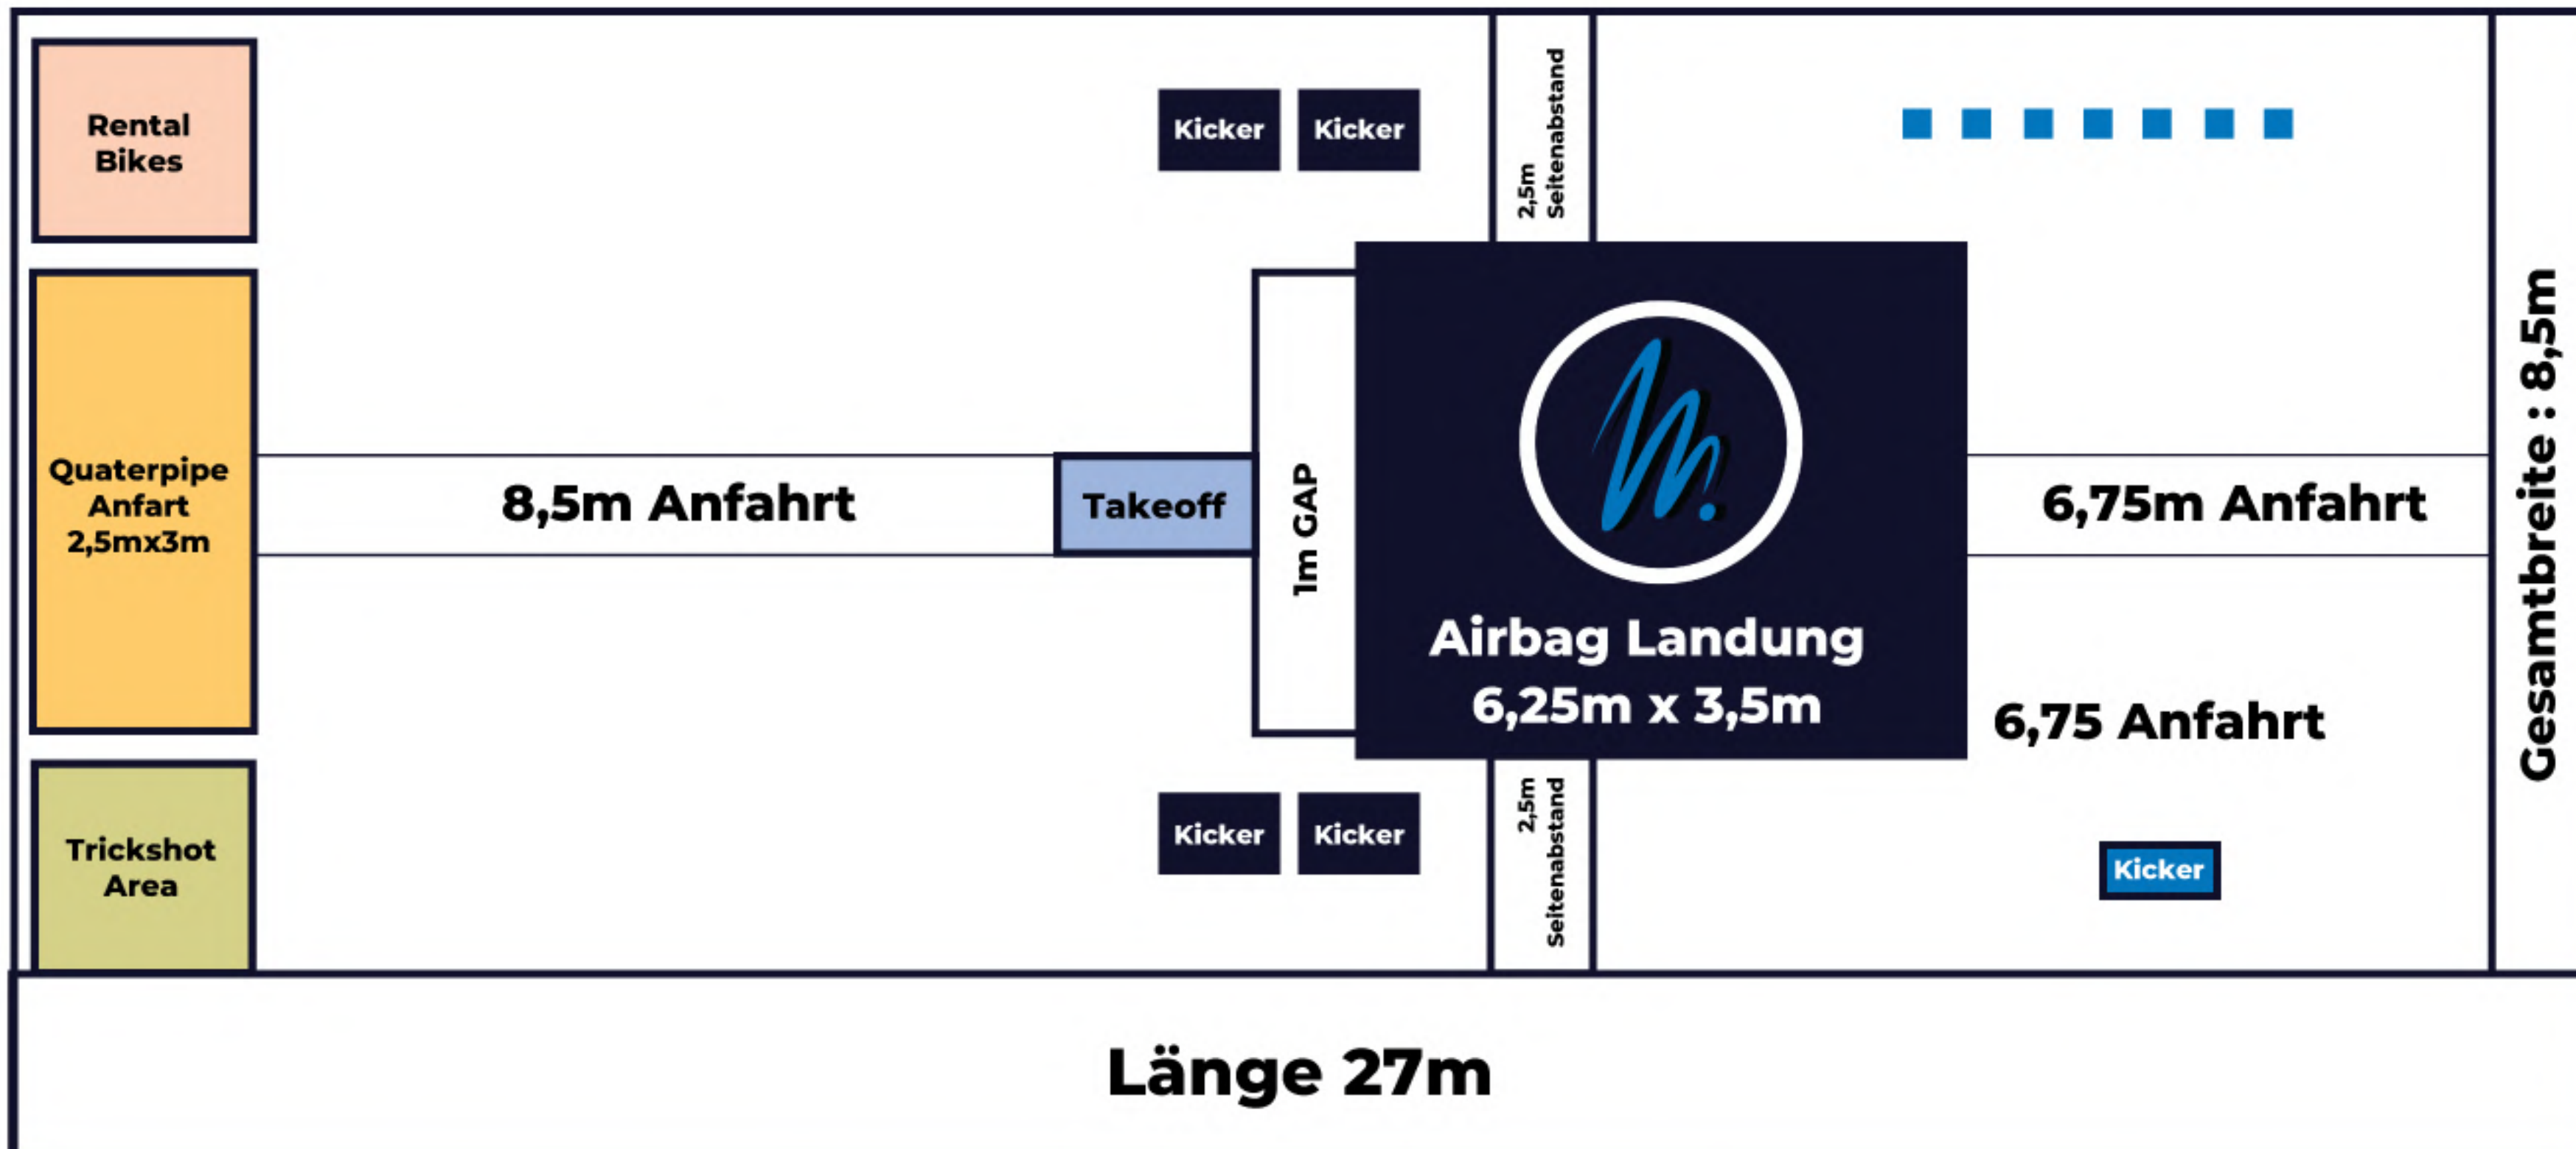 Rental
Bikes
Kicker
Kicker
2,5m
Seitenabstand
Quaterpipe
Anfart
2,5mx3m
8,5m Anfahrt
Takeoff
1m GAP
Airbag Landung
6,25m x 3,5m
6,75m Anfahrt
6,75 Anfahrt
Gesamtbreite : 8,5m
Trickshot
Area
Kicker
Kicker
2,5m
Seitenabstand
Kicker
Länge 27m